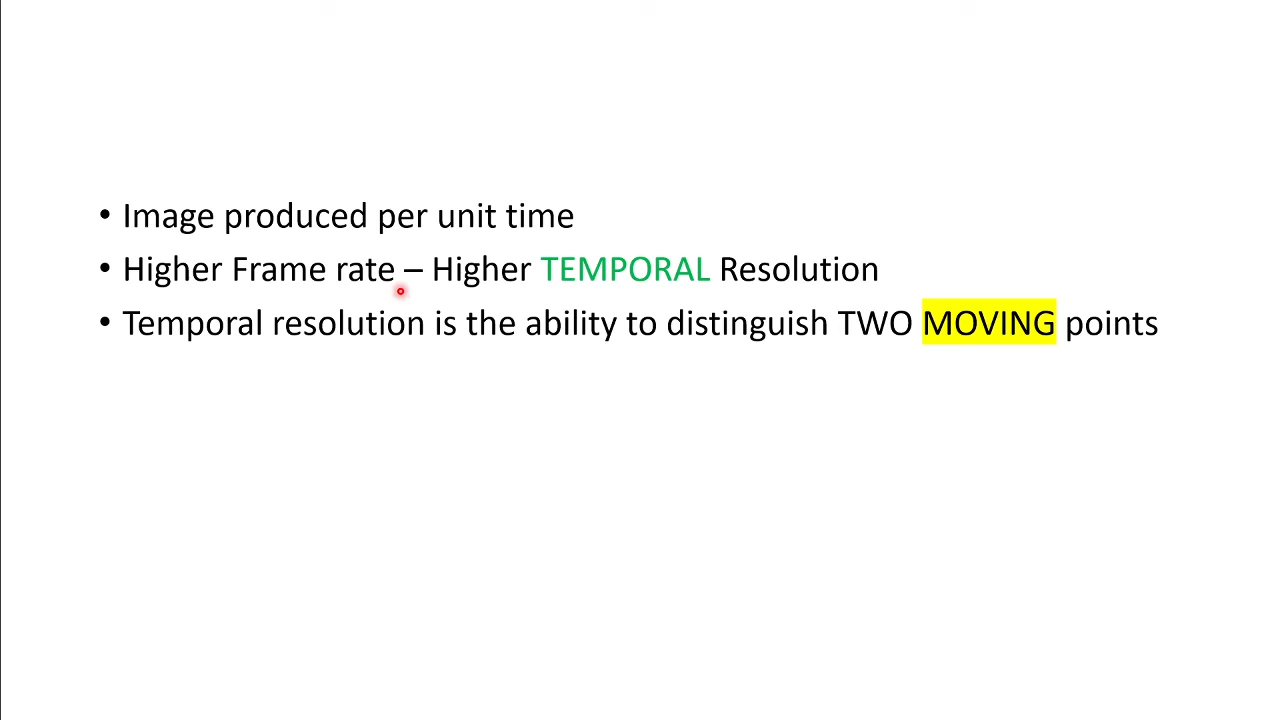 • Image produced per unit time
• Higher Frame rate – Higher TEMPORAL Resolution
• Temporal resolution is the ability to distinguish TWO MOVING points